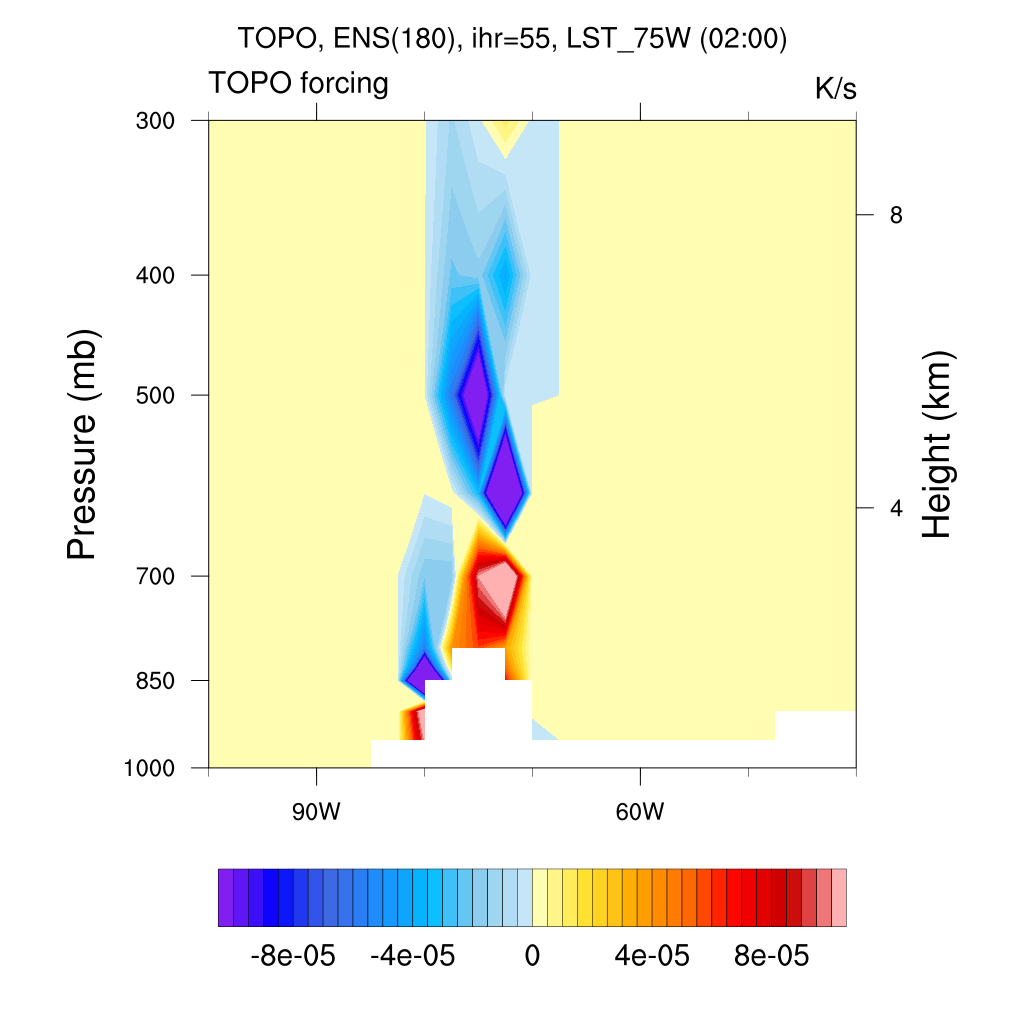 TOPO, ENS(180), ihr=55, LST_75W (02:00)
TOPO forcing
K/s
300
400
500
700
850
1000
Pressure (mb)
8
4
Height (km)
90W
60W
-8e-05
-4e-05
0
4e-05
8e-05